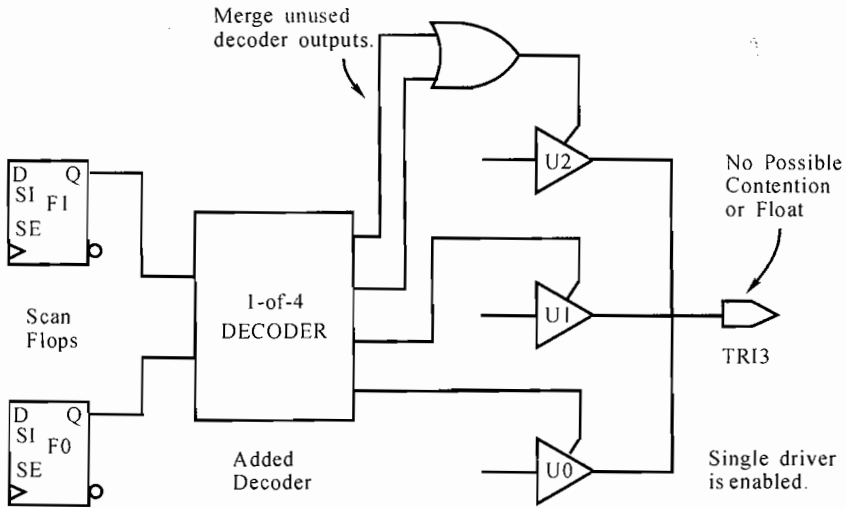 Merge unused
decoder outputs.
U2
No Possible
Contention
or Float
D Q
SI F1
SE
1-of-4
DECODER
U1
Scan
Flops
TRI3
D Q
SI F0
SE
Added
Decoder
U0
Single driver
is enabled.